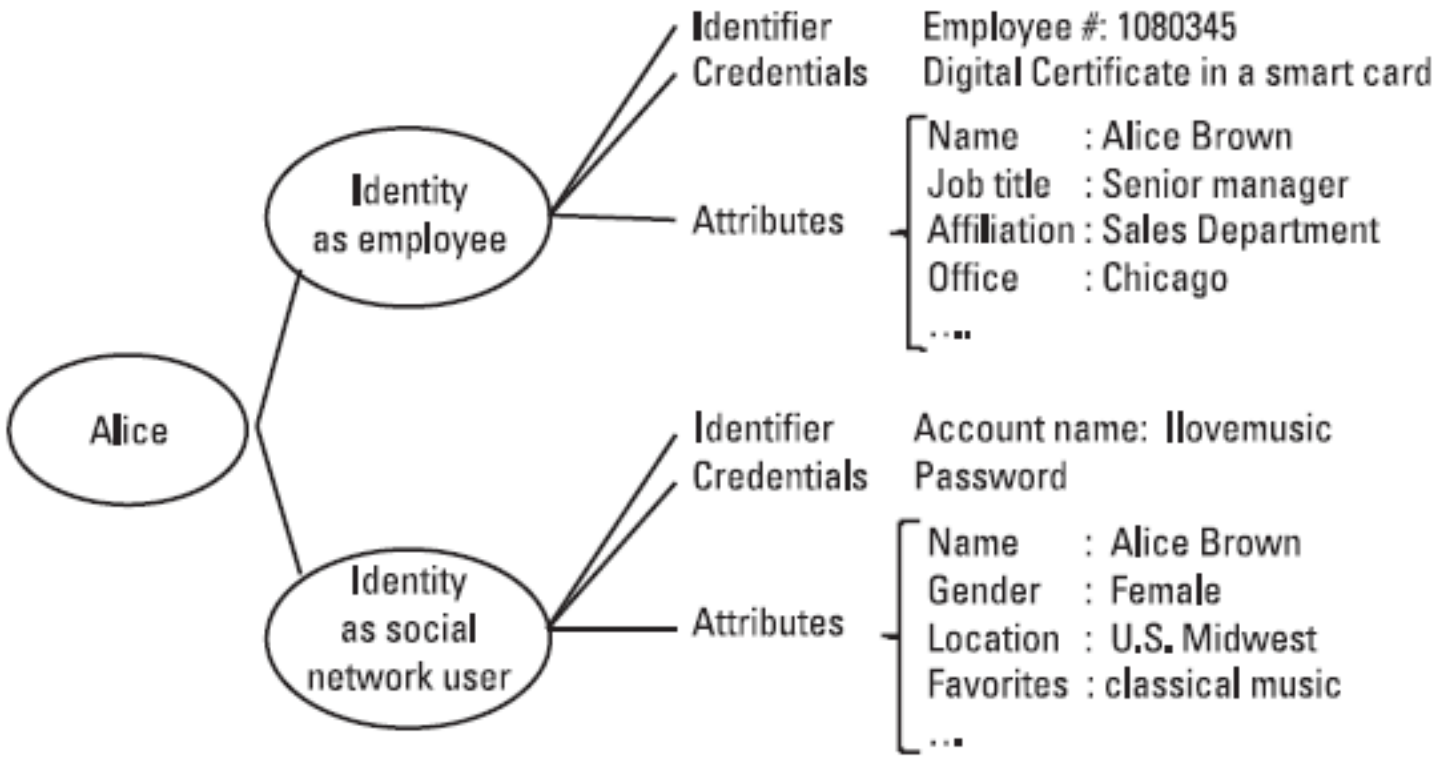 Identifier Employee #: 1080345
Credentials Digital Certificate in a smart card
Name : Alice Brown
Job title : Senior manager
Attributes
Affiliation : Sales Department
Office : Chicago
....
Identity
as employee
Alice
Identifier Account name: Ilovemusic
Credentials Password
Name : Alice Brown
Gender : Female
Attributes
Location : U.S. Midwest
Favorites : classical music
...
Identity
as social
network user